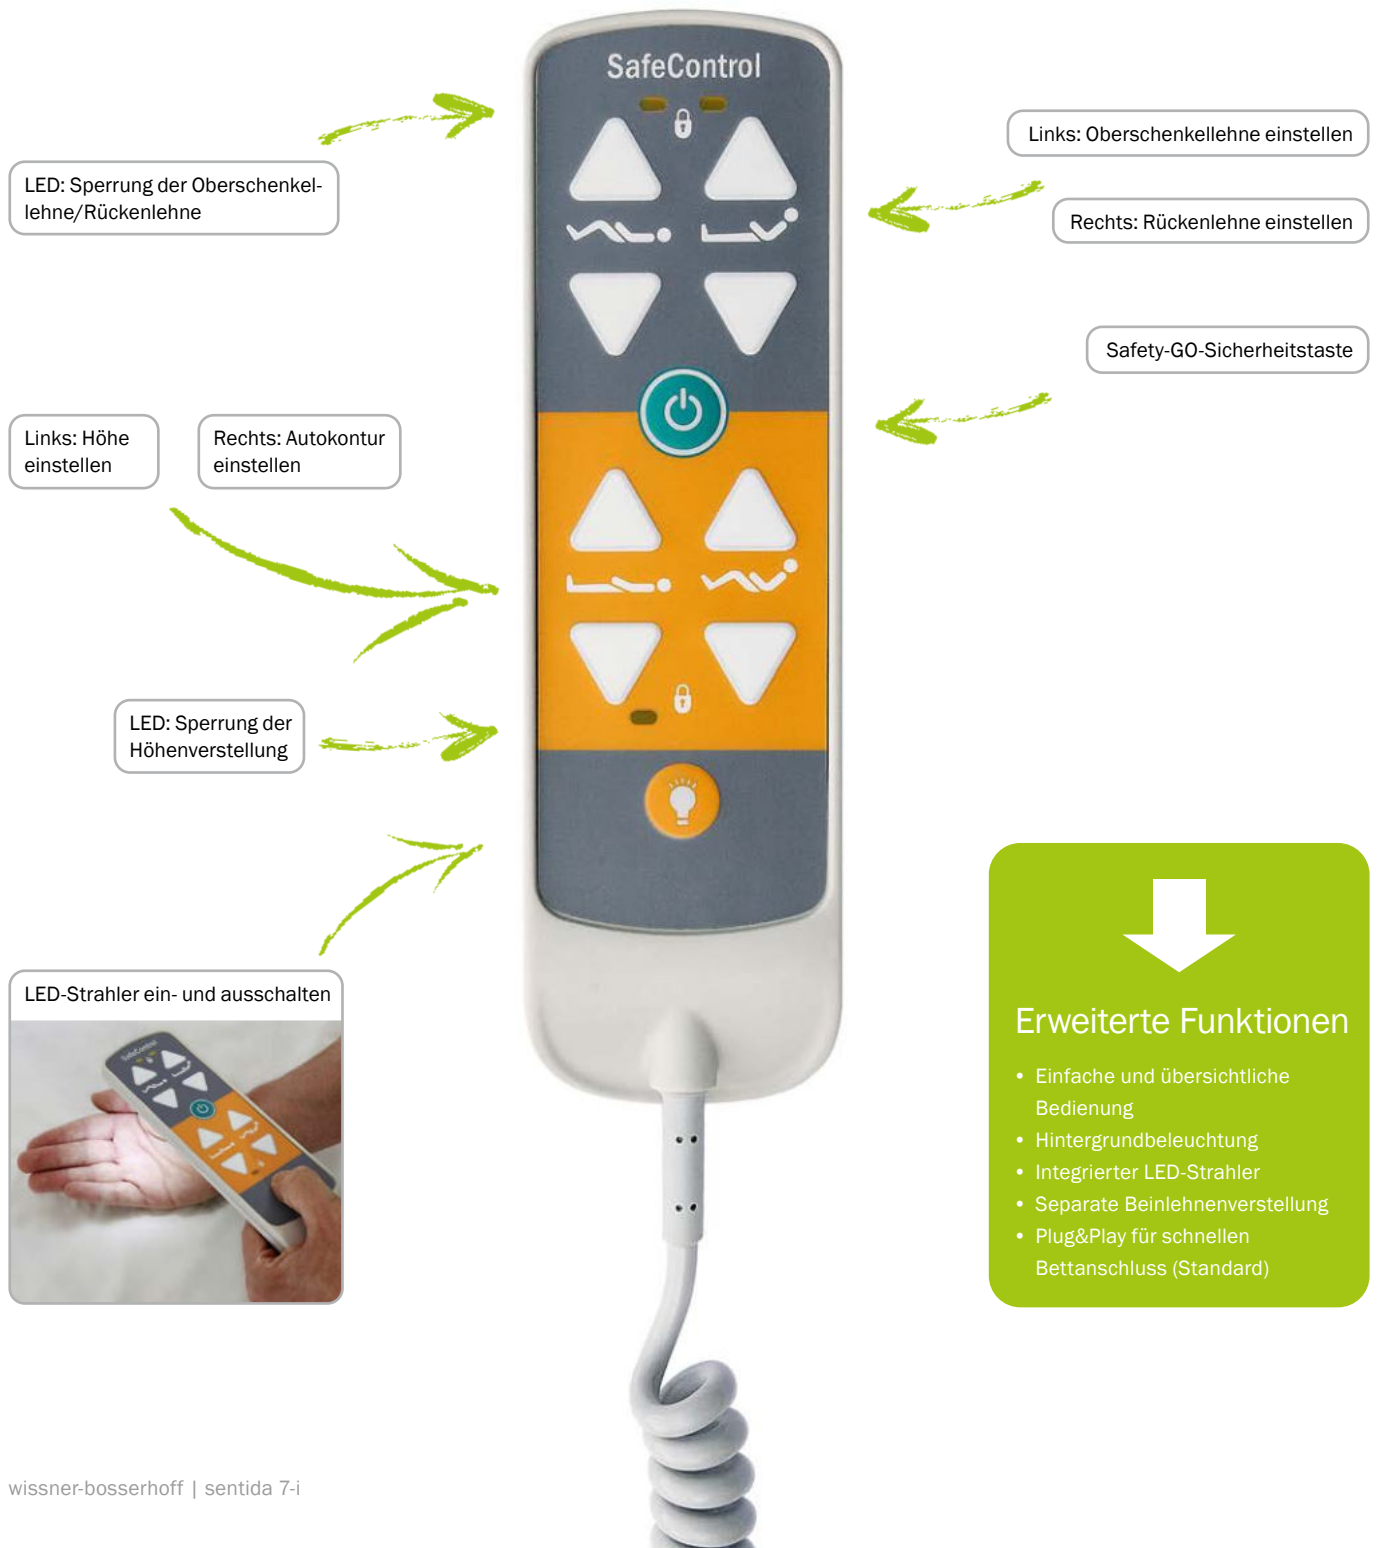 SafeControl
LED: Sperrung der Oberschenkel-
lehne/Rückenlehne
Links: Oberschenkellehne einstellen
Rechts: Rückenlehne einstellen
Safety-GO-Sicherheitstaste
Links: Höhe
einstellen
Rechts: Autokontur
einstellen
LED: Sperrung der
Höhenverstellung
LED-Strahler ein- und ausschalten
SafeControl
Erweiterte Funktionen
• Einfache und übersichtliche
Bedienung
• Hintergrundbeleuchtung
• Integrierter LED-Strahler
• Separate Beinlehnenverstellung
• Plug&Play für schnellen
Bettanschluss (Standard)
wissner-bosserhoff | sentida 7-i